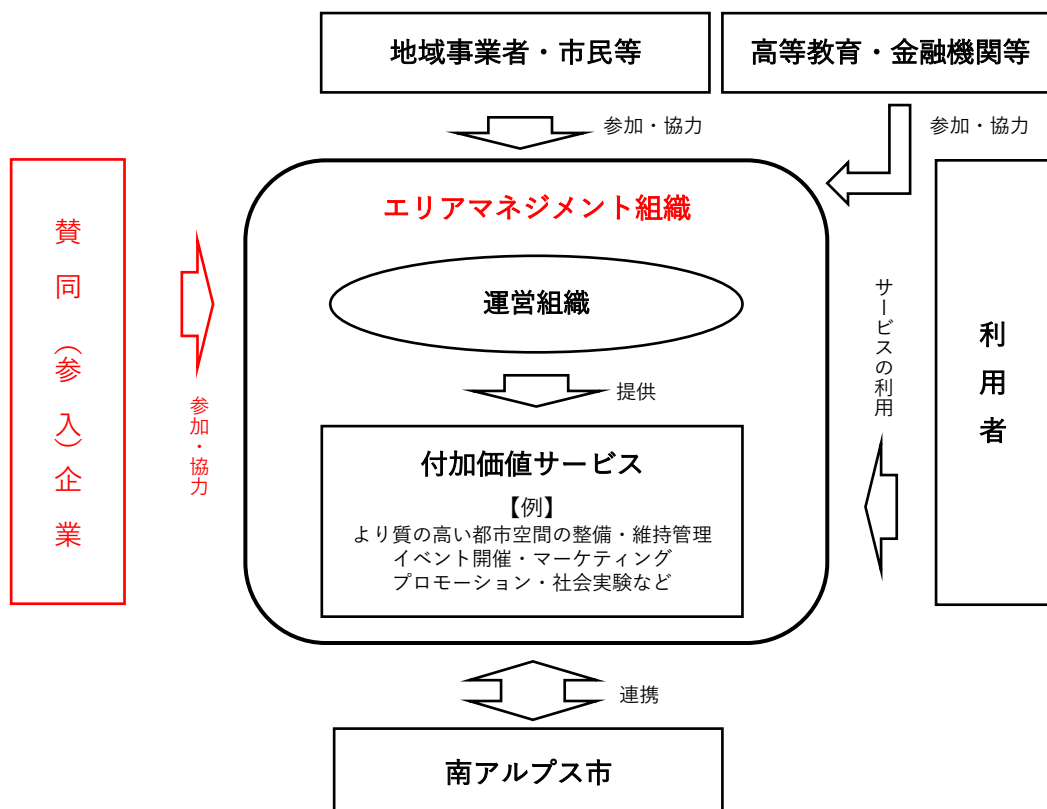 地域事業者・市民等
高等教育・金融機関等
参加・協力
参加・協力
賛同（参入）企業
参加・協力
エリアマネジメント組織
運営組織
提供
付加価値サービス
【例】
より質の高い都市空間の整備・維持管理
イベント開催・マーケティング
プロモーション・社会実験など
サービスの利用
利用者
連携
南アルプス市